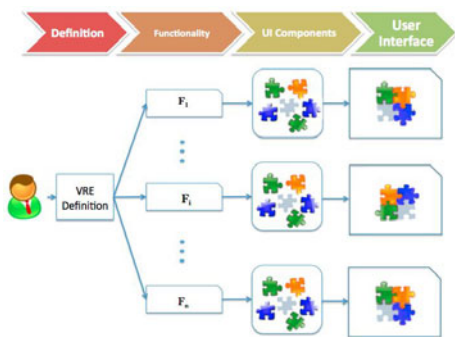 Definition
Functionality
UI Components
User
Interface
VRE
Definition
F1
Fi
Fn